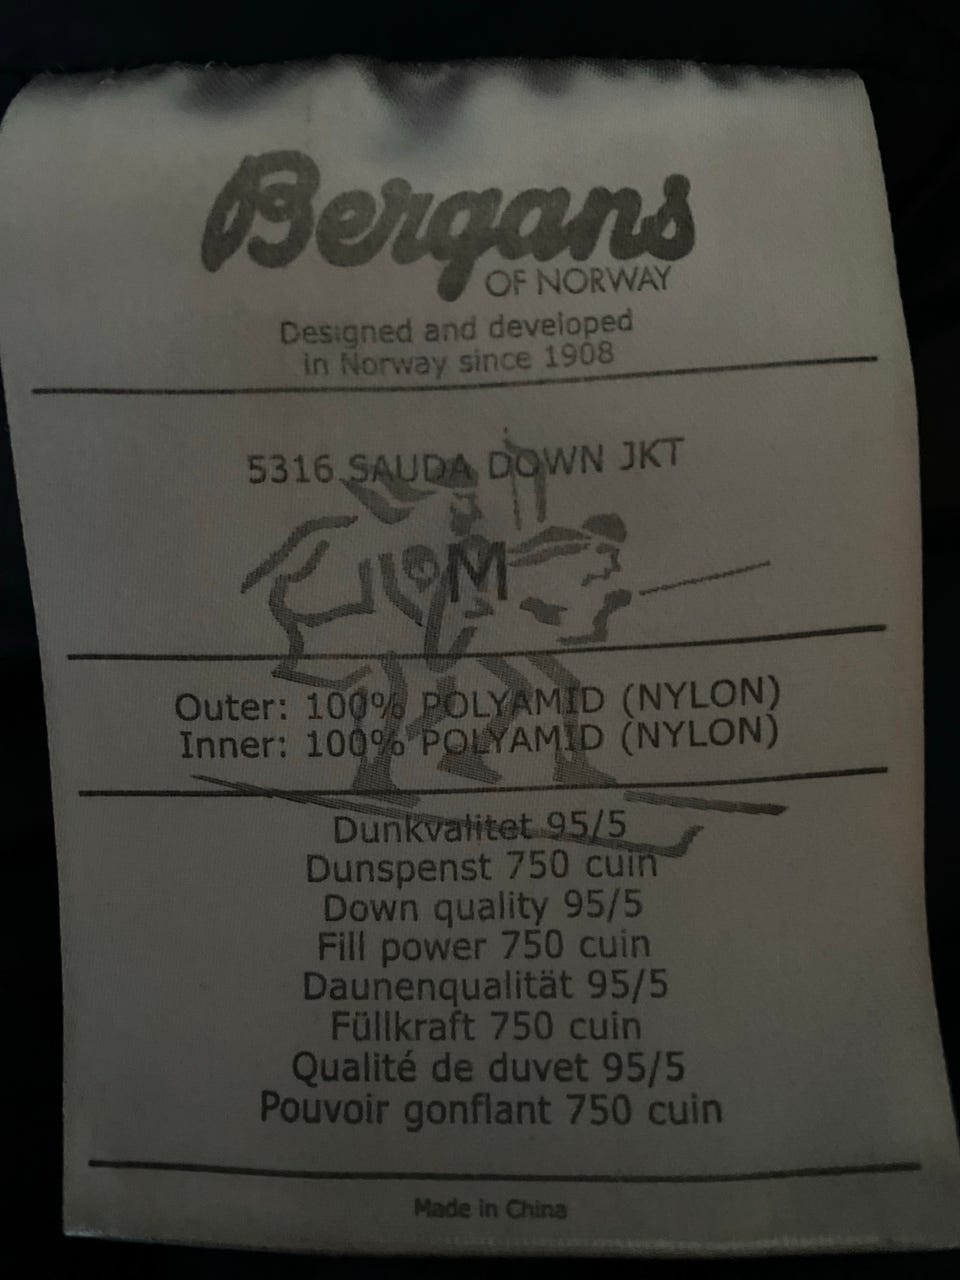 Bergans
OF NORWAY
Designed and developed
in Norway since 1908
5316 SAUDA DOWN JKT
M
Outer: 100% POLYAMID (NYLON)
Inner: 100% POLYAMID (NYLON)
Dunkvalitet 95/5
Dunspenst 750 cuin
Down quality 95/5
Fill power 750 cuin
Daunenqualität 95/5
Füllkraft 750 cuin
Qualité de duvet 95/5
Pouvoir gonflant 750 cuin
Made in China